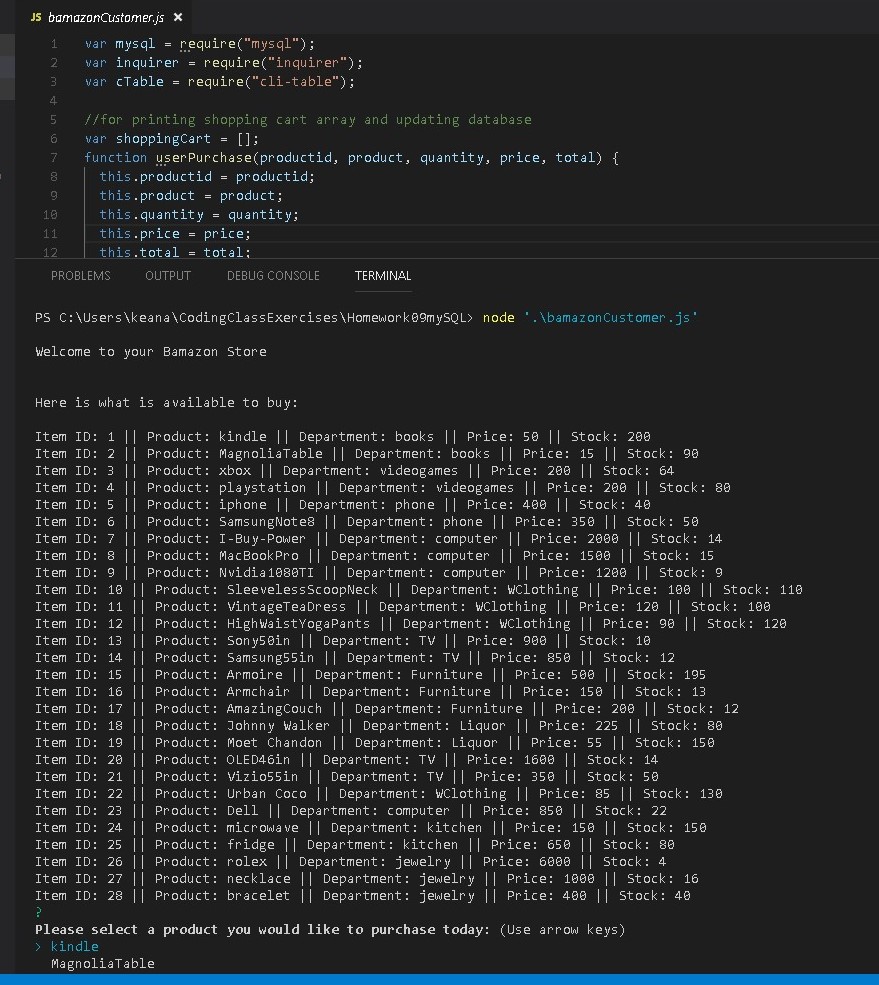 JS bamazonCustomer.js ×
1 var mysql = require("mysql");
2 var inquirer = require("inquirer");
3 var cTable = require("cli-table");
4
5 //for printing shopping cart array and updating database
6 var shoppingCart = [];
7 function userPurchase(productid, product, quantity, price, total) {
8 this.productid = productid;
9 this.product = product;
10 this.quantity = quantity;
11 this.price = price;
12 this.total = total;
PROBLEMS OUTPUT DEBUG CONSOLE TERMINAL
PS C:\Users\keana\CodingClassExercises\Homework09mySQL> node '.\bamazonCustomer.js'
Welcome to your Bamazon Store
Here is what is available to buy:
Item ID: 1 || Product: kindle || Department: books || Price: 50 || Stock: 200
Item ID: 2 || Product: MagnoliaTable || Department: books || Price: 15 || Stock: 90
Item ID: 3 || Product: xbox || Department: videogames || Price: 200 || Stock: 64
Item ID: 4 || Product: playstation || Department: videogames || Price: 200 || Stock: 80
Item ID: 5 || Product: iphone || Department: phone || Price: 400 || Stock: 40
Item ID: 6 || Product: SamsungNote8 || Department: phone || Price: 350 || Stock: 50
Item ID: 7 || Product: I-Buy-Power || Department: computer || Price: 2000 || Stock: 14
Item ID: 8 || Product: MacBookPro || Department: computer || Price: 1500 || Stock: 15
Item ID: 9 || Product: Nvidia1080TI || Department: computer || Price: 1200 || Stock: 9
Item ID: 10 || Product: SleevelessScoopNeck || Department: WClothing || Price: 100 || Stock: 110
Item ID: 11 || Product: VintageTeaDress || Department: WClothing || Price: 120 || Stock: 100
Item ID: 12 || Product: HighWaistYogaPants || Department: WClothing || Price: 90 || Stock: 120
Item ID: 13 || Product: Sony50in || Department: TV || Price: 900 || Stock: 10
Item ID: 14 || Product: Samsung55in || Department: TV || Price: 850 || Stock: 12
Item ID: 15 || Product: Armoire || Department: Furniture || Price: 500 || Stock: 195
Item ID: 16 || Product: Armchair || Department: Furniture || Price: 150 || Stock: 13
Item ID: 17 || Product: AmazingCouch || Department: Furniture || Price: 200 || Stock: 12
Item ID: 18 || Product: Johnny Walker || Department: Liquor || Price: 225 || Stock: 80
Item ID: 19 || Product: Moet Chandon || Department: Liquor || Price: 55 || Stock: 150
Item ID: 20 || Product: OLED46in || Department: TV || Price: 1600 || Stock: 14
Item ID: 21 || Product: Vizio55in || Department: TV || Price: 350 || Stock: 50
Item ID: 22 || Product: Urban Coco || Department: WClothing || Price: 85 || Stock: 130
Item ID: 23 || Product: Dell || Department: computer || Price: 850 || Stock: 22
Item ID: 24 || Product: microwave || Department: kitchen || Price: 150 || Stock: 150
Item ID: 25 || Product: fridge || Department: kitchen || Price: 650 || Stock: 80
Item ID: 26 || Product: rolex || Department: jewelry || Price: 6000 || Stock: 4
Item ID: 27 || Product: necklace || Department: jewelry || Price: 1000 || Stock: 16
Item ID: 28 || Product: bracelet || Department: jewelry || Price: 400 || Stock: 40
?
Please select a product you would like to purchase today: (Use arrow keys)
> kindle
MagnoliaTable